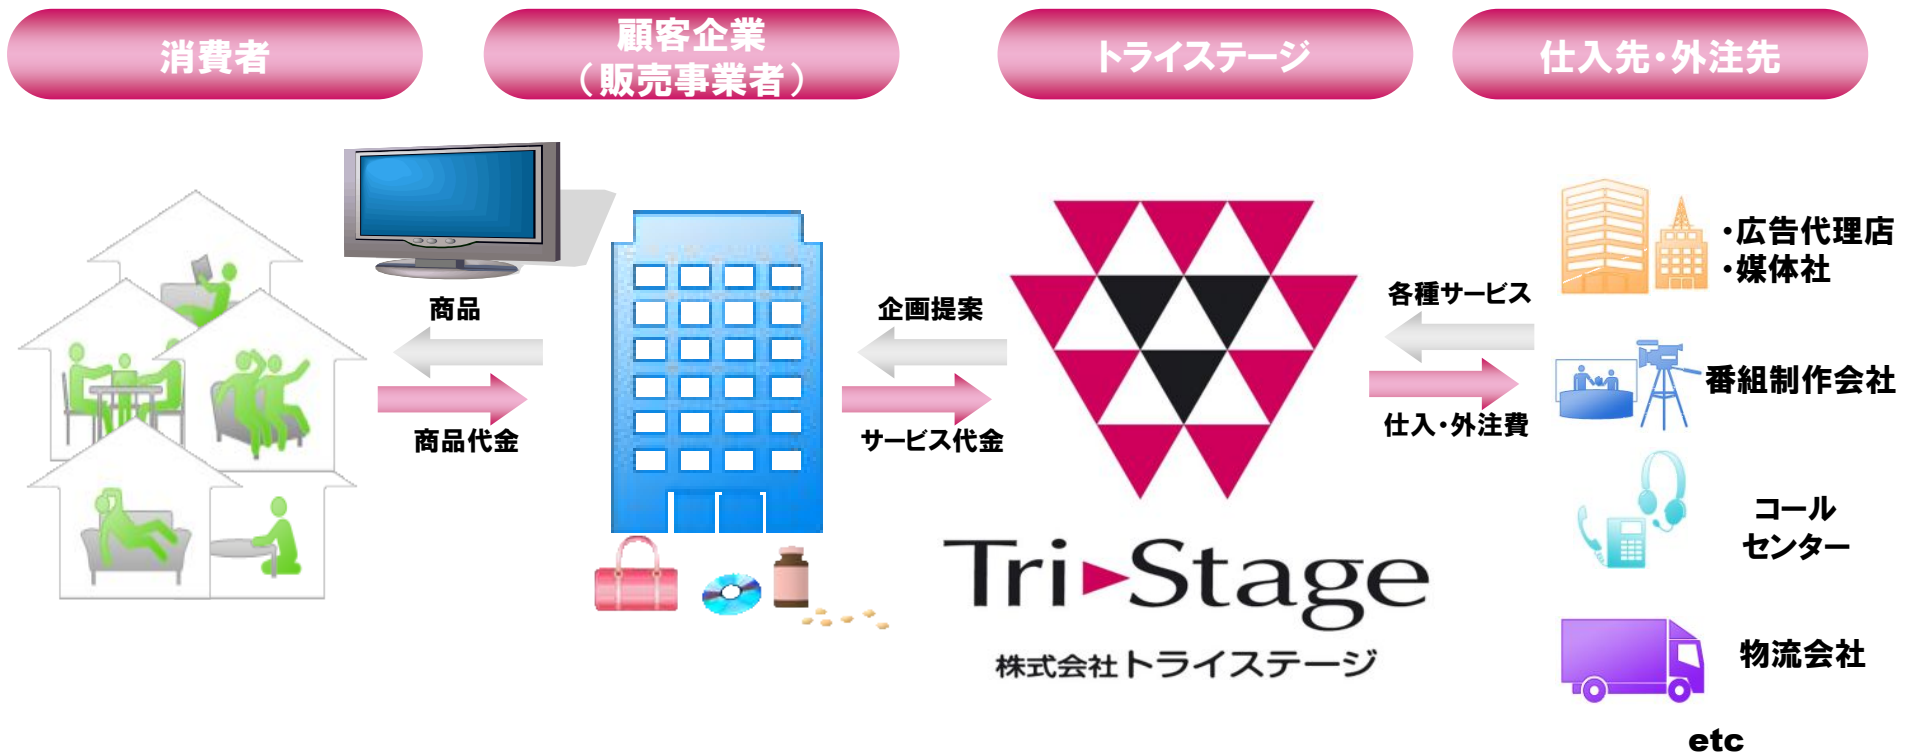 消費者
顧客企業
（販売事業者）
トライステージ
仕入先・外注先
商品
商品代金
企画提案
サービス代金
Tri Stage
株式会社トライステージ
各種サービス
仕入・外注費
・広告代理店
・媒体社
番組制作会社
コール
センター
物流会社
etc